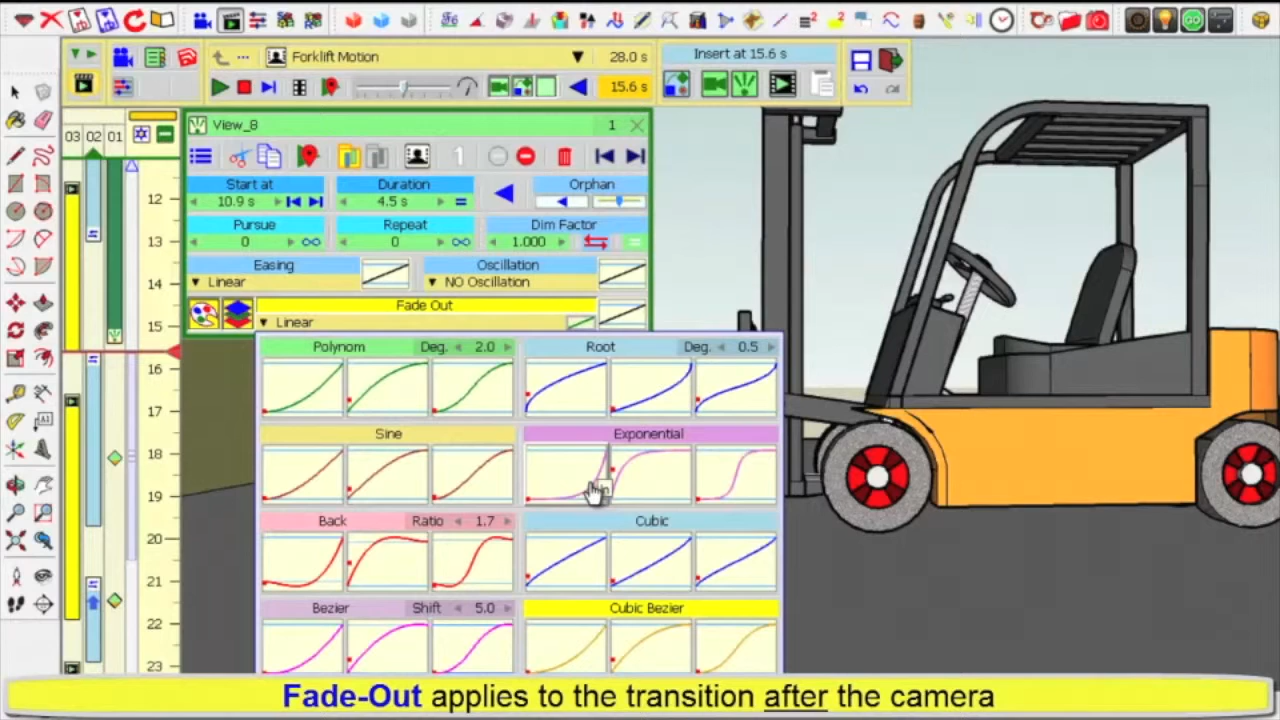 Forklift Motion
28.0 s
Insert at 15.6 s
15.6 s
03 02 01
View_8
1
1
Start at
Duration
Orphan
10.9 s
4.5 s
=
Pursue
Repeat
Dim Factor
0
0
1.000
=
Easing
Oscillation
Linear
NO Oscillation
Fade Out
Linear
12
13
14
15
16
17
18
19
20
21
22
23
Polynom Deg. 2.0
Root Deg. 0.5
Sine
Exponential
Back Ratio 1.7
Cubic
Bezier Shift 5.0
Cubic Bezier
Fade-Out applies to the transition after the camera